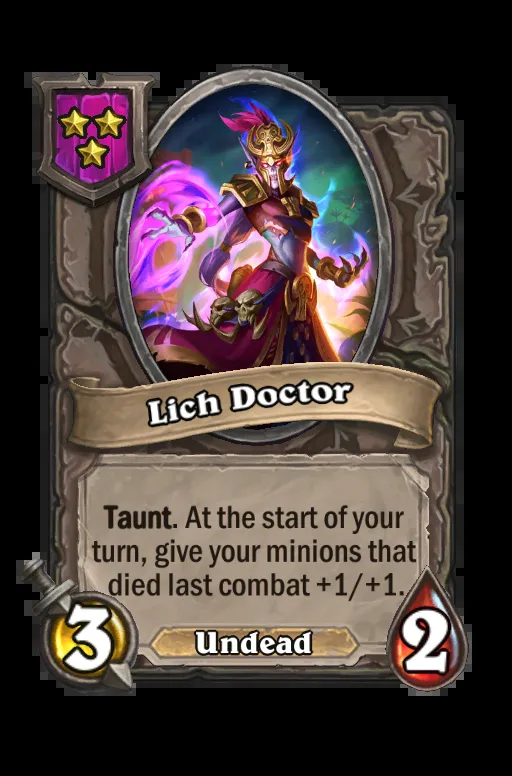 Lich Doctor
Taunt. At the start of your
turn, give your minions that
died last combat +1/+1.
3
Undead
2